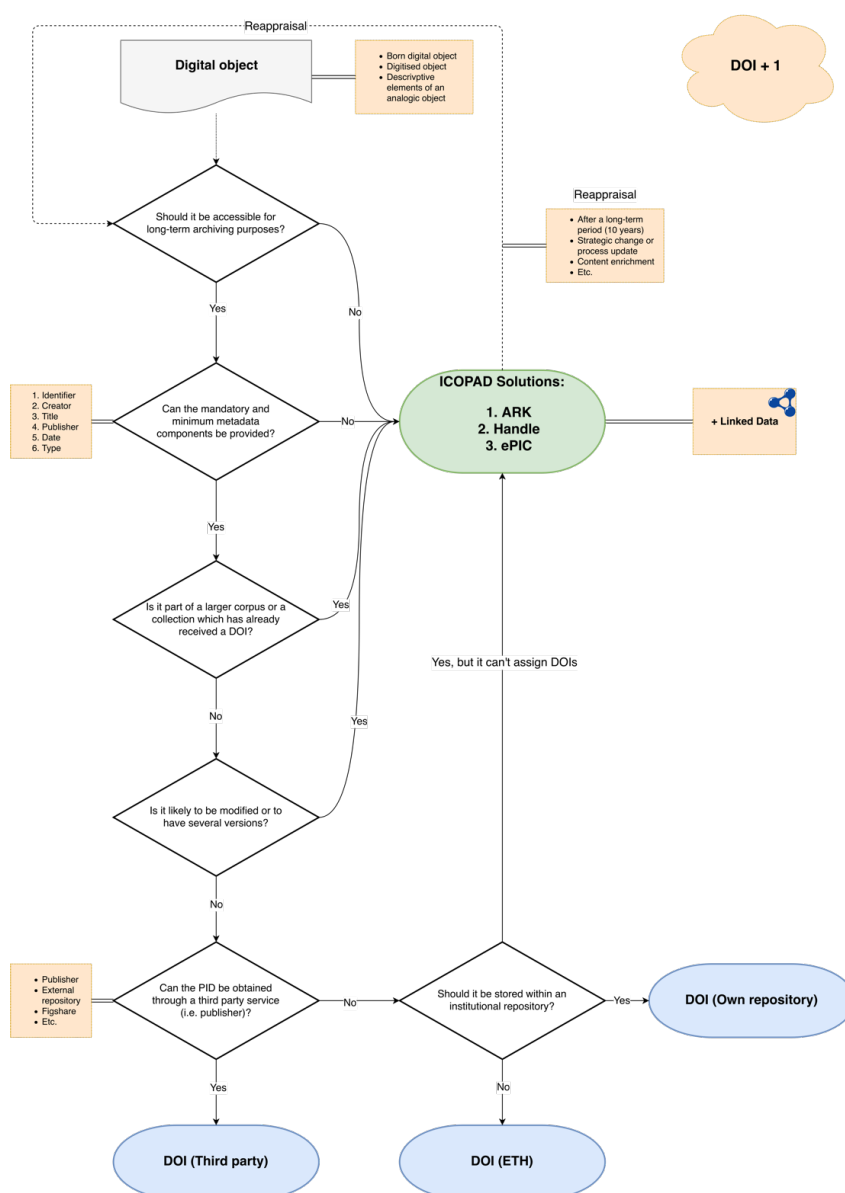 Reappraisal
Digital object
• Born digital object
• Digitised object
• Descrivptive
elements of an
analogic object
DOI + 1
Should it be accessible for
long-term archiving purposes?
Reappraisal
• After a long-term
period (10 years)
• Strategic change or
process update
• Content enrichment
• Etc.
Yes
No
1. Identifier
2. Creator
3. Title
4. Publisher
5. Date
6. Type
Can the mandatory and
minimum metadata
components be provided?
No
ICOPAD Solutions:
1. ARK
2. Handle
3. ePIC
+ Linked Data
Yes
Is it part of a larger corpus or a
collection which has already
received a DOI?
Yes
Yes, but it can't assign DOIs
No
Yes
Is it likely to be modified or to
have several versions?
No
• Publisher
• External
repository
• Figshare
• Etc.
Can the PID be obtained
through a third party service
(i.e. publisher)?
No
Should it be stored within an
institutional repository?
Yes
DOI (Own repository)
Yes
No
DOI (Third party)
DOI (ETH)